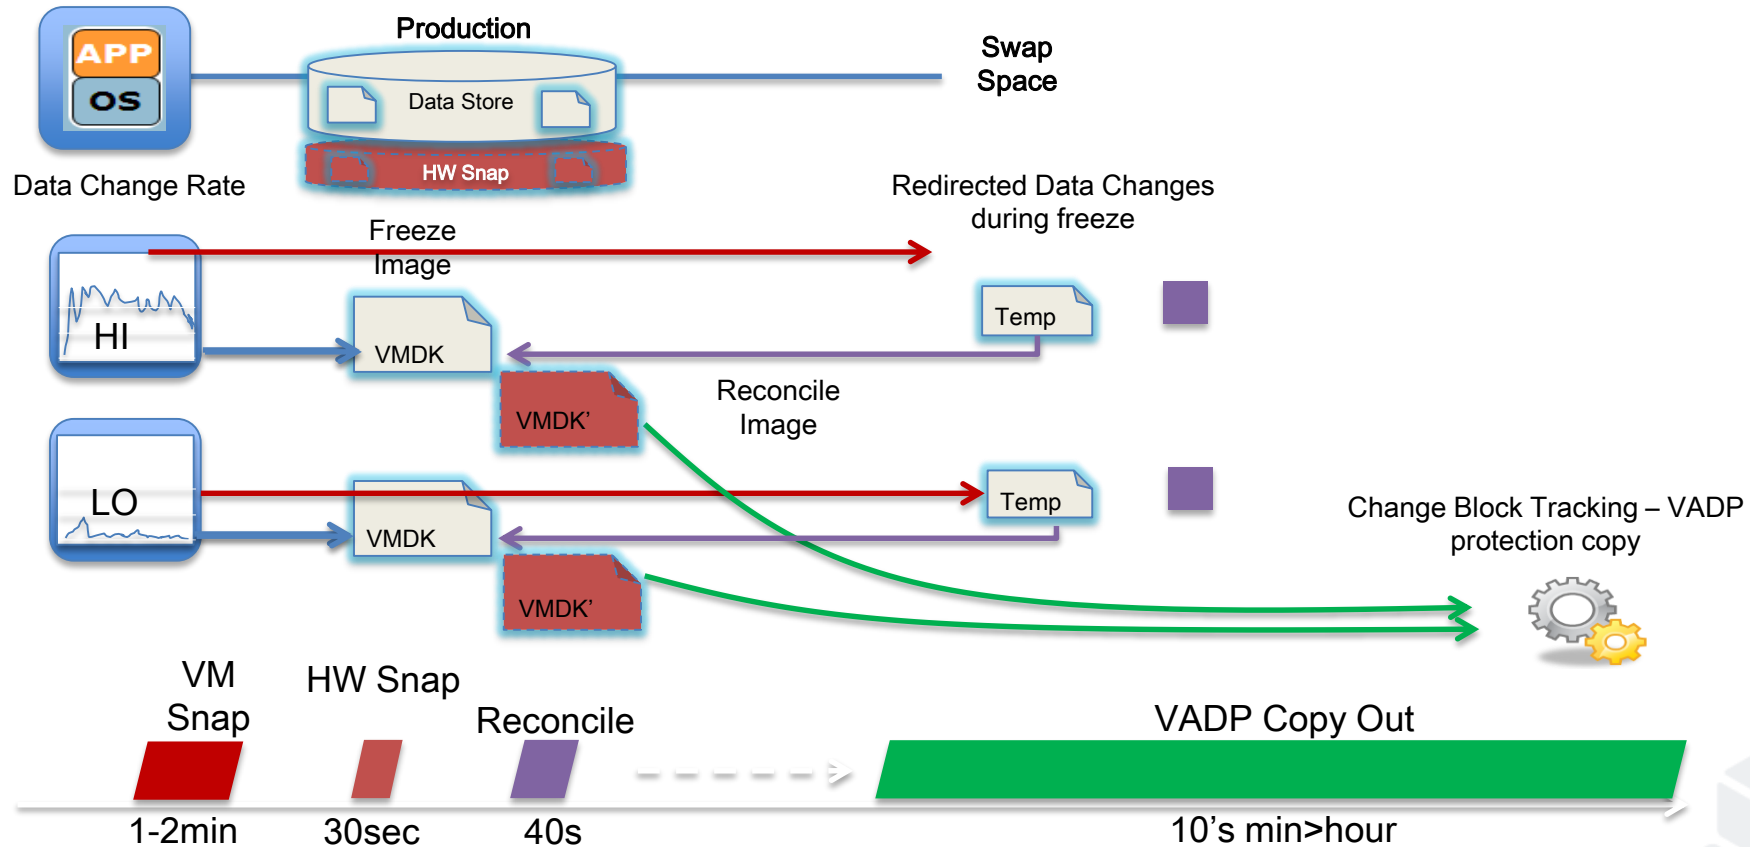 APP
OS
Production
Data Store
HW Snap
Swap
Space
Data Change Rate
Redirected Data Changes
during freeze
Freeze
Image
HI
VMDK
Temp
VMDK’
Reconcile
Image
LO
VMDK
Temp
VMDK’
Change Block Tracking – VADP
protection copy
VM
Snap
HW Snap
Reconcile
VADP Copy Out
1-2min
30sec
40s
10’s min>hour